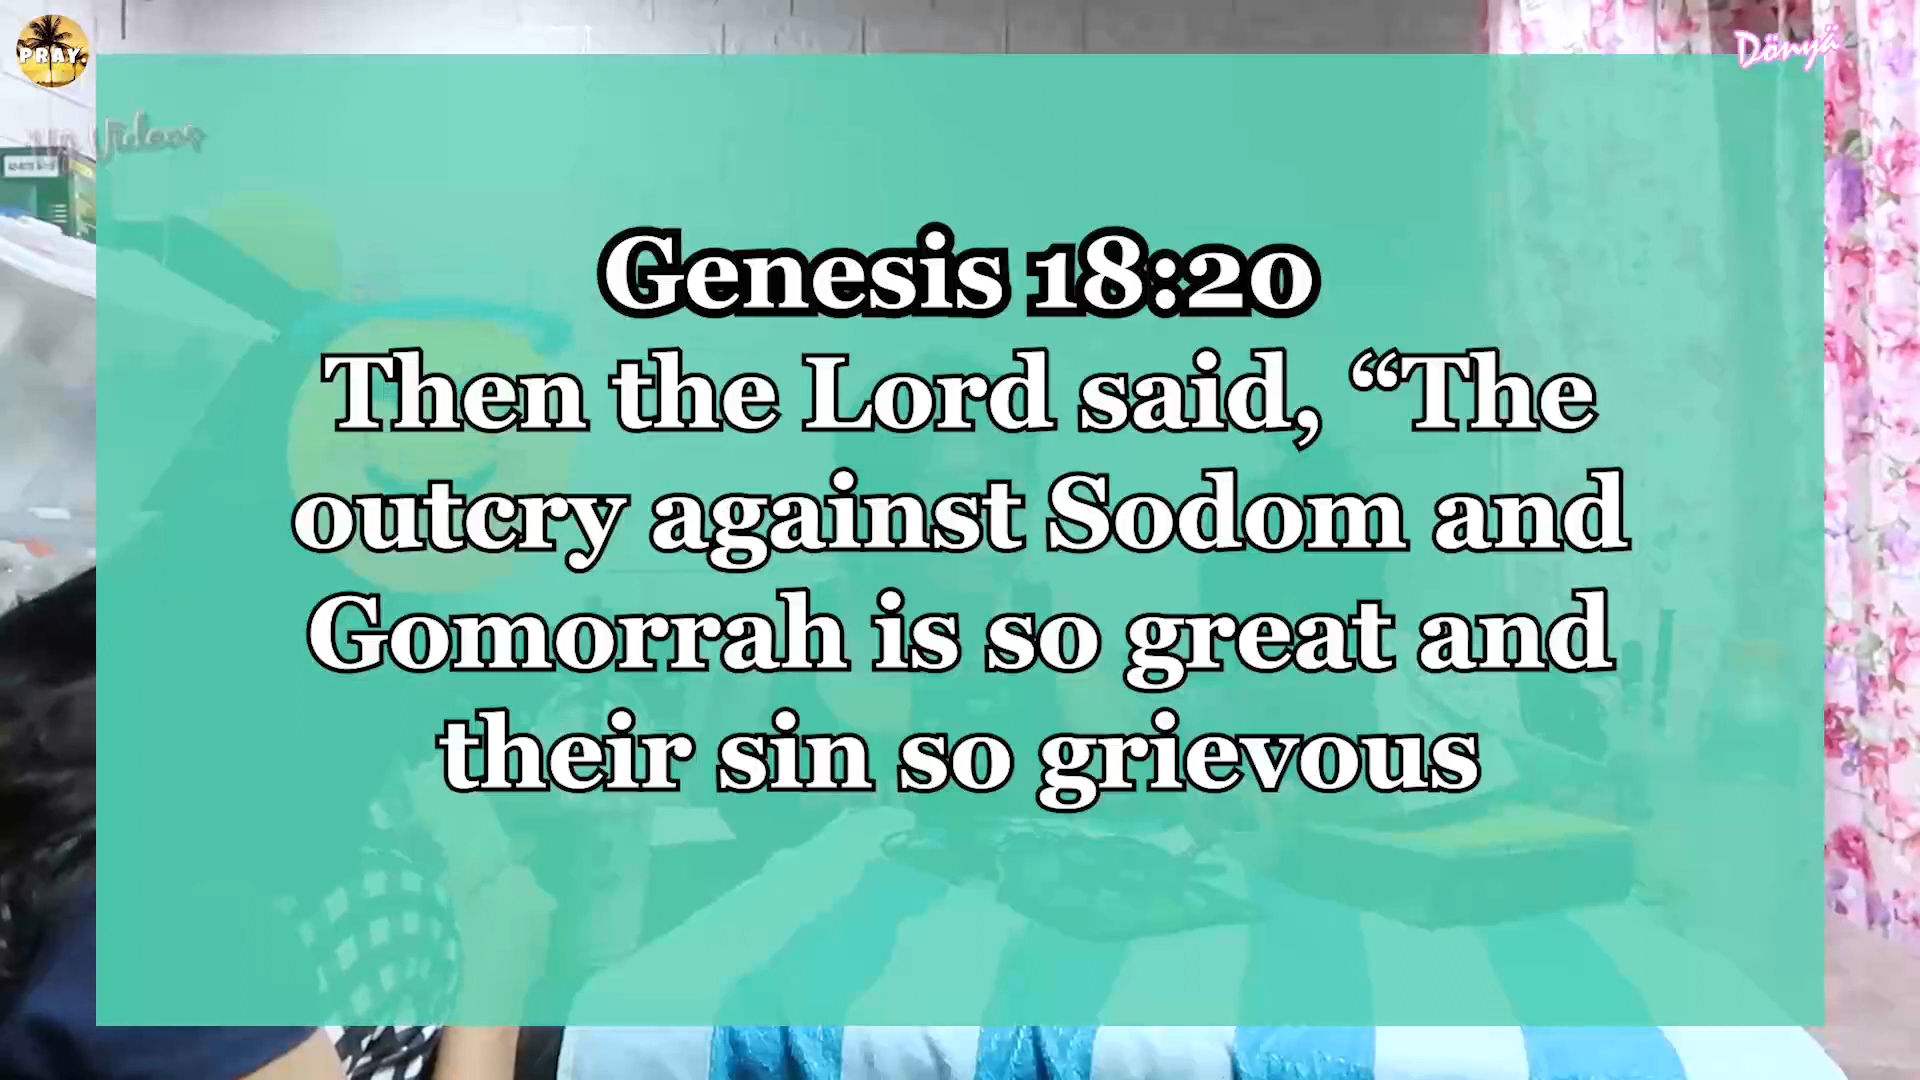 PRAY.
Dönyä
Videos
Genesis 18:20
Then the Lord said, “The
outcry against Sodom and
Gomorrah is so great and
their sin so grievous